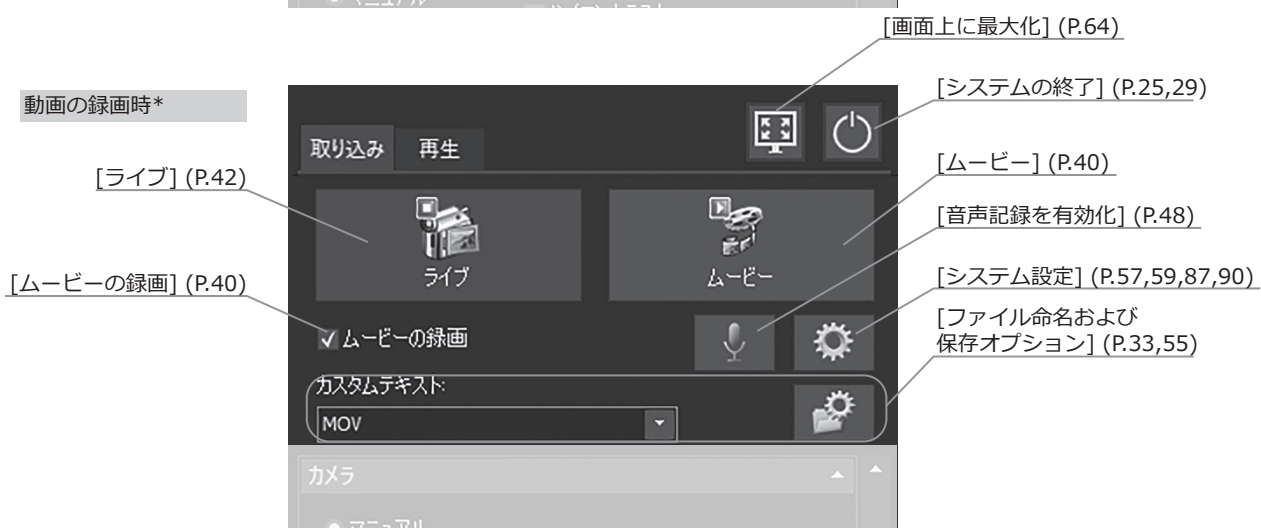 マニュアル
[画面上に最大化] (P.64)
[システムの終了] (P.25,29)
動画の録画時*
取り込み 再生
[ライブ] (P.42)
[ムービー] (P.40)
[音声記録を有効化] (P.48)
ライブ
ムービー
[ムービーの録画] (P.40)
[システム設定] (P.57,59,87,90)
ムービーの録画
[ファイル命名および
保存オプション] (P.33,55)
カスタムテキスト:
MOV
カメラ
マニュアル